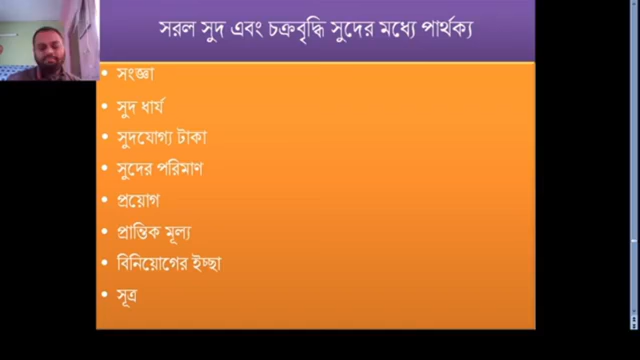 সরল সুদ এবং চক্রবৃদ্ধি সুদের মধ্যে পার্থক্য
• সংজ্ঞা
• সুদ ধার্য
• সুদযোগ্য টাকা
• সুদের পরিমাণ
• প্রয়োগ
• প্রান্তিক মূল্য
• বিনিয়োগের ইচ্ছা
• সূত্র